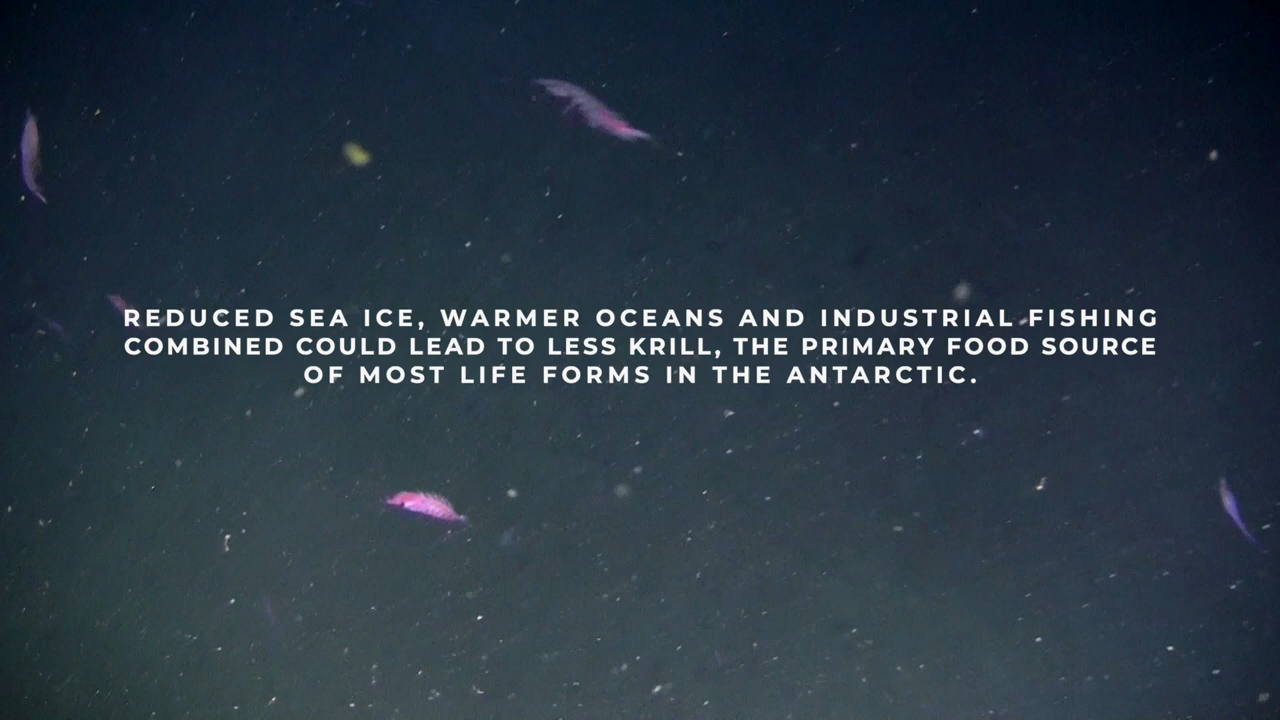 REDUCED SEA ICE, WARMER OCEANS AND INDUSTRIAL FISHING
COMBINED COULD LEAD TO LESS KRILL, THE PRIMARY FOOD SOURCE
OF MOST LIFE FORMS IN THE ANTARCTIC.